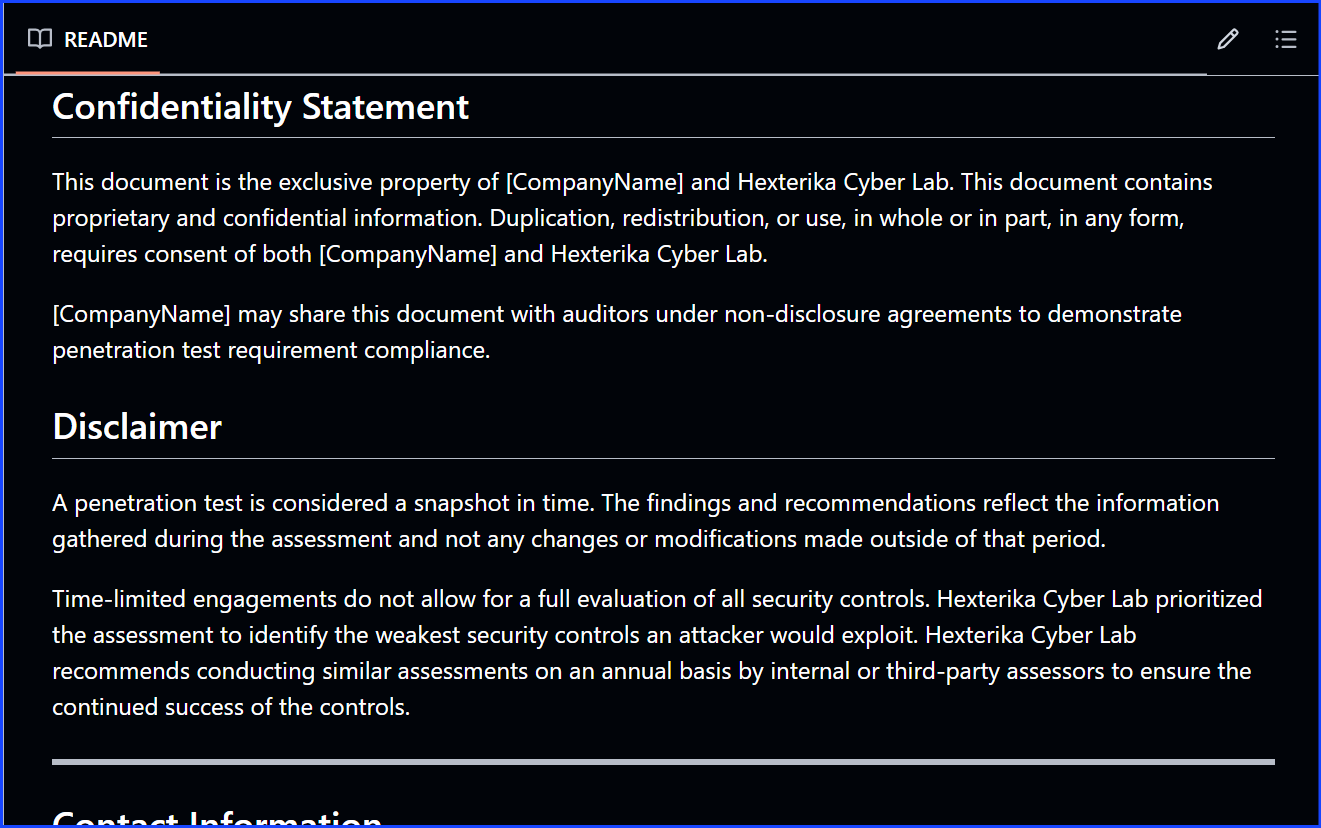 README
Confidentiality Statement
This document is the exclusive property of [CompanyName] and Hexterika Cyber Lab. This document contains
proprietary and confidential information. Duplication, redistribution, or use, in whole or in part, in any form,
requires consent of both [CompanyName] and Hexterika Cyber Lab.
[CompanyName] may share this document with auditors under non-disclosure agreements to demonstrate
penetration test requirement compliance.
Disclaimer
A penetration test is considered a snapshot in time. The findings and recommendations reflect the information
gathered during the assessment and not any changes or modifications made outside of that period.
Time-limited engagements do not allow for a full evaluation of all security controls. Hexterika Cyber Lab prioritized
the assessment to identify the weakest security controls an attacker would exploit. Hexterika Cyber Lab
recommends conducting similar assessments on an annual basis by internal or third-party assessors to ensure the
continued success of the controls.
Contact Information